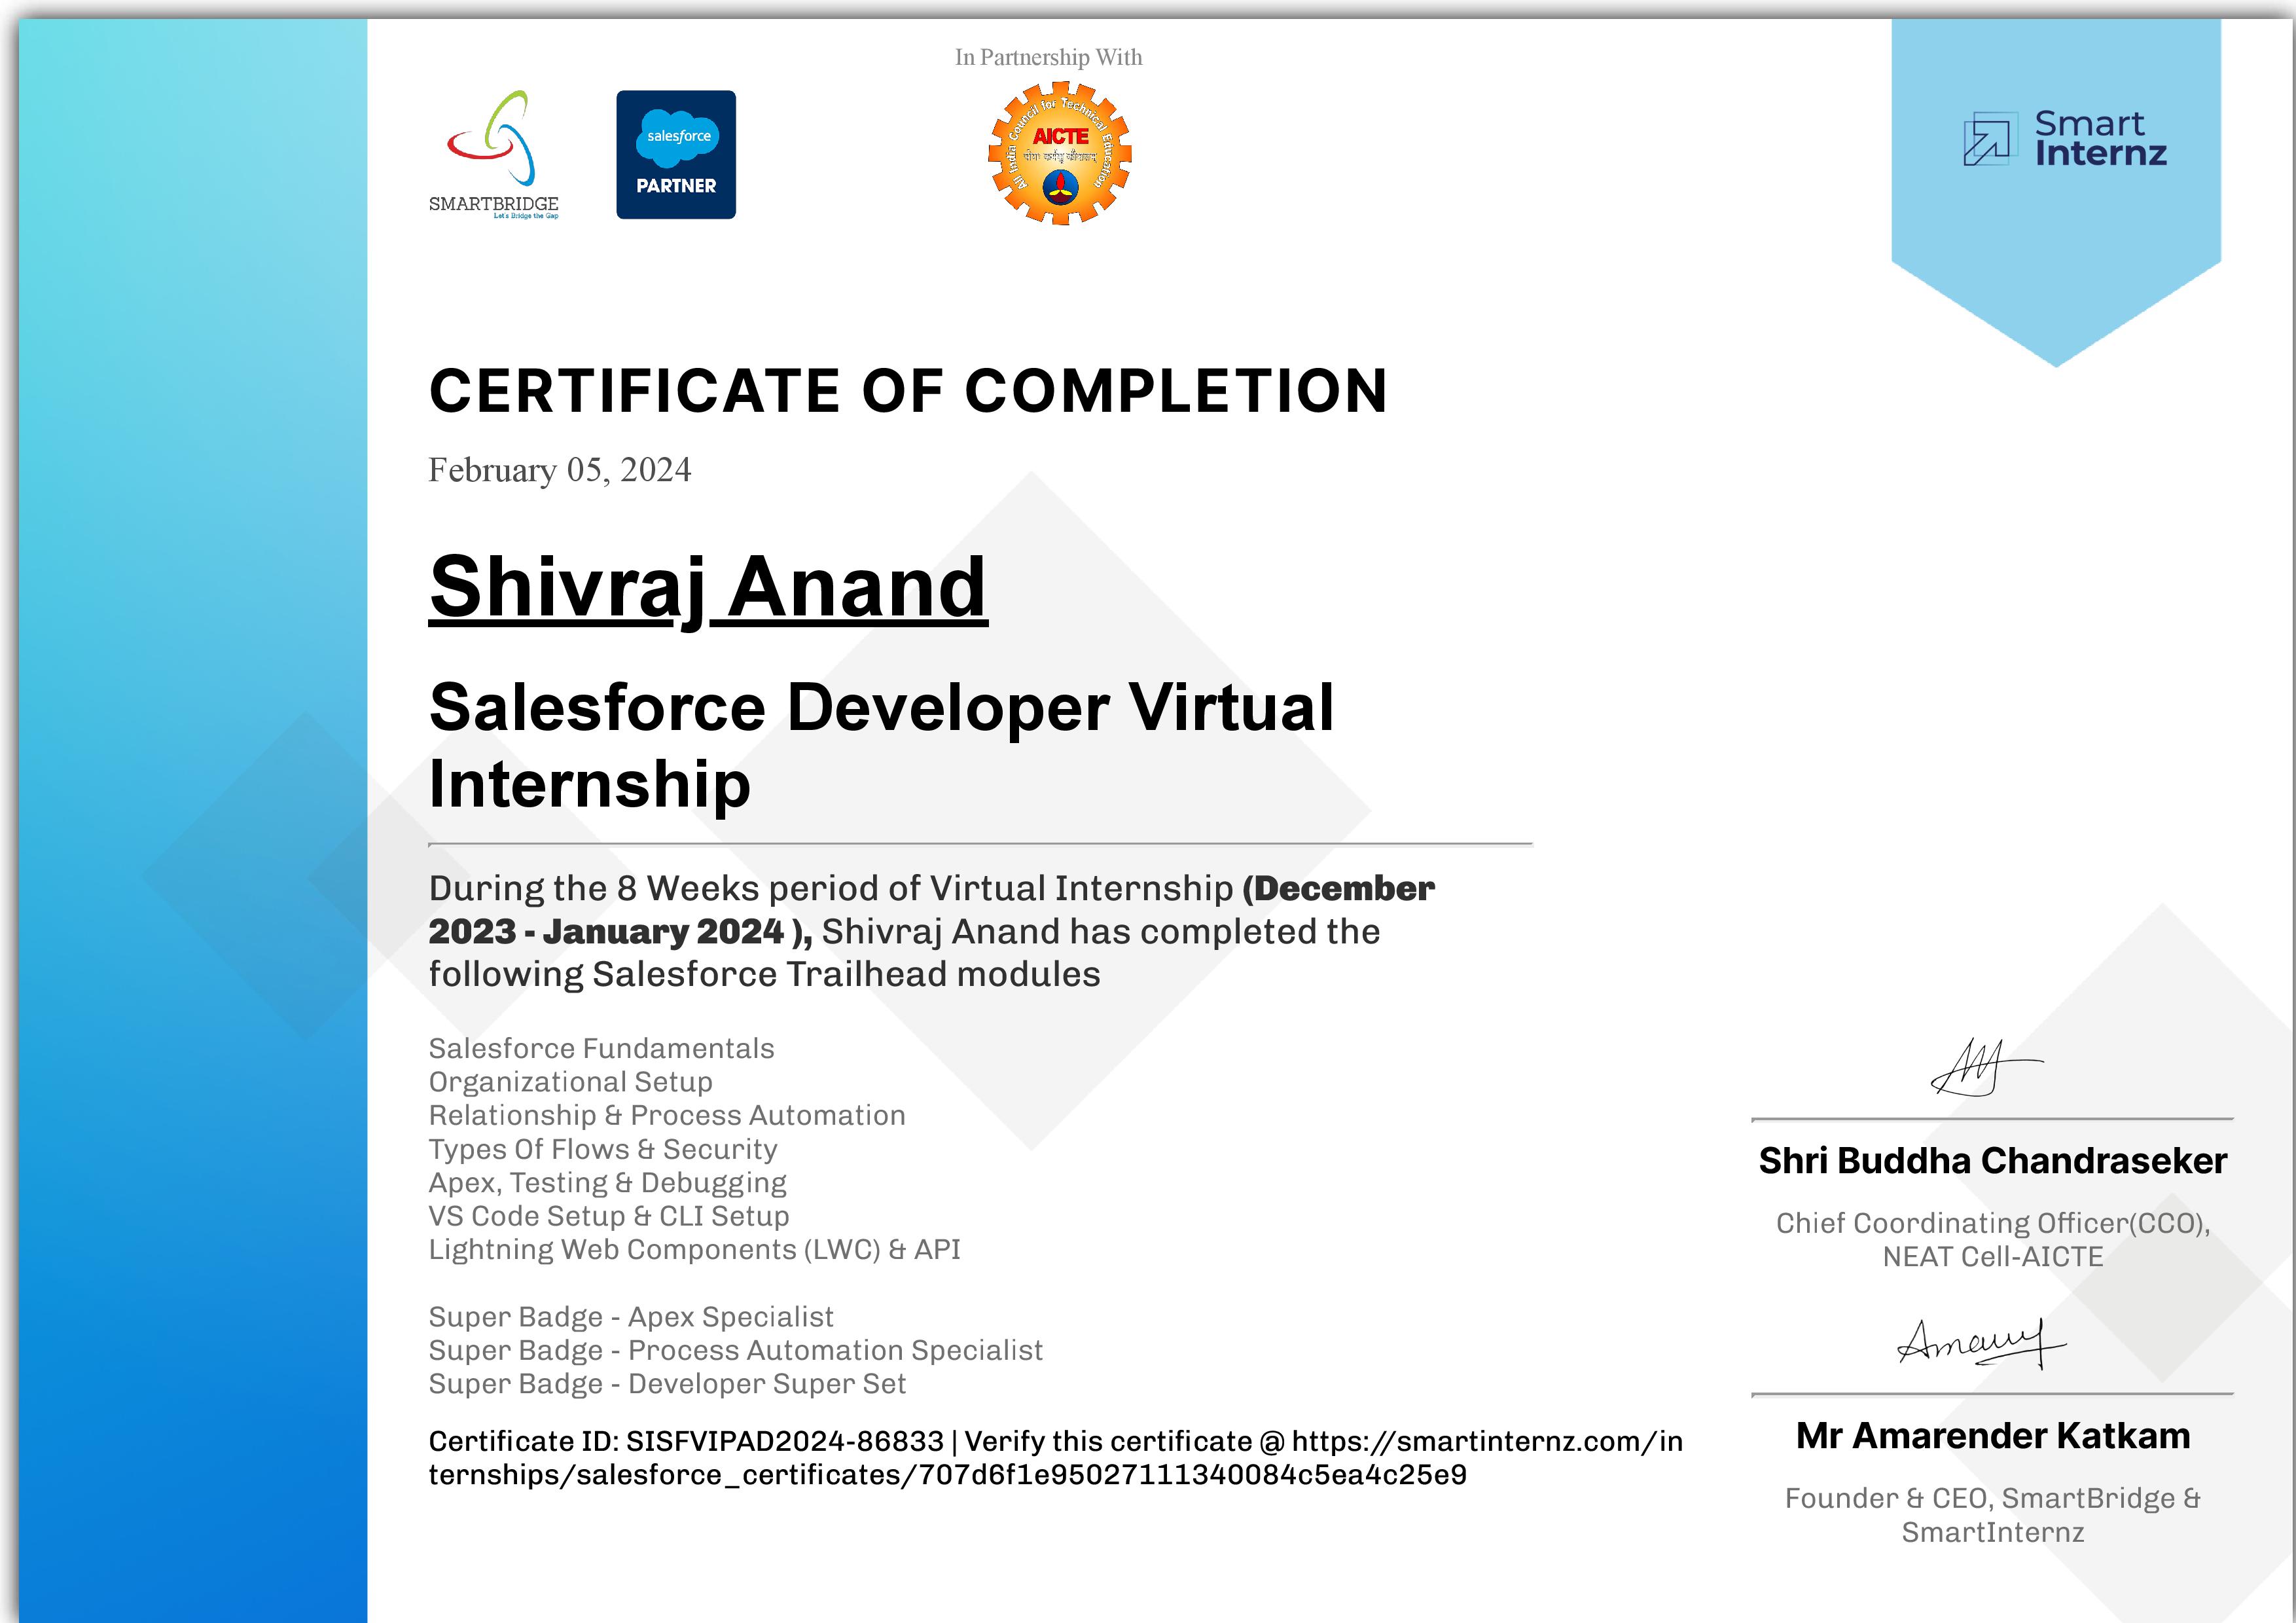 In Partnership With
SMARTBRIDGE
Let's Bridge the Gap
salesforce
PARTNER
All India Council for Technical Education
AICTE
Smart
Internz
CERTIFICATE OF COMPLETION
February 05, 2024
Shivraj Anand
Salesforce Developer Virtual
Internship
During the 8 Weeks period of Virtual Internship (December
2023 - January 2024 ), Shivraj Anand has completed the
following Salesforce Trailhead modules
Salesforce Fundamentals
Organizational Setup
Relationship & Process Automation
Types Of Flows & Security
Apex, Testing & Debugging
VS Code Setup & CLI Setup
Lightning Web Components (LWC) & API
Super Badge - Apex Specialist
Super Badge - Process Automation Specialist
Super Badge - Developer Super Set
Certificate ID: SISFVIPAD2024-86833 | Verify this certificate @ https://smartinternz.com/in
ternships/salesforce_certificates/707d6f1e95027111340084c5ea4c25e9
Shri Buddha Chandraseker
Chief Coordinating Officer(CCO),
NEAT Cell-AICTE
Mr Amarender Katkam
Founder & CEO, SmartBridge &
SmartInternz